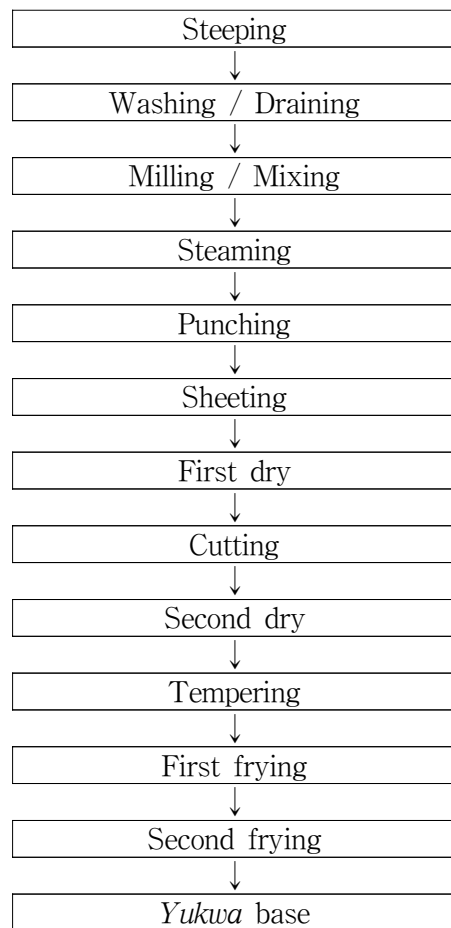 Steeping
Washing / Draining
Milling / Mixing
Steaming
Punching
Sheeting
First dry
Cutting
Second dry
Tempering
First frying
Second frying
Yukwa base